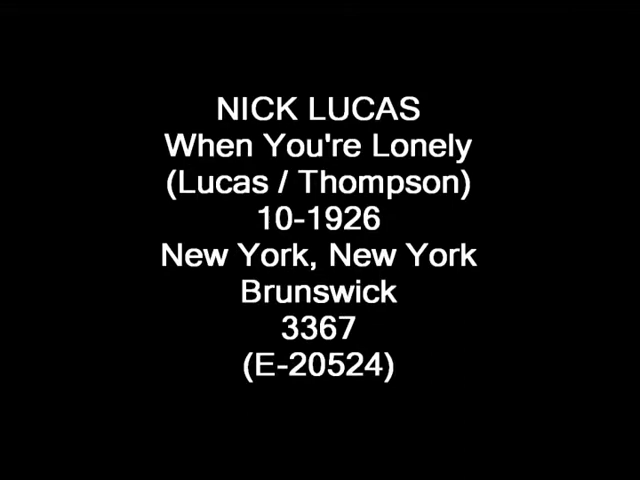 NICK LUCAS
When You're Lonely
(Lucas / Thompson)
10-1926
New York, New York
Brunswick
3367
(E-20524)